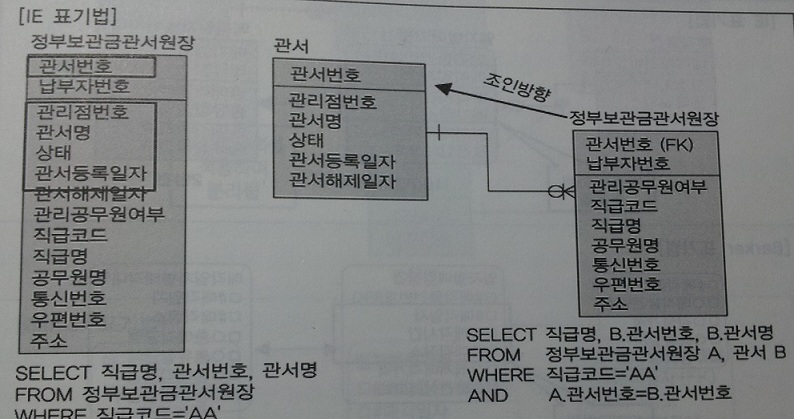 [IE 표기법]
정부보관금관서원장
관서번호
납부자번호
관리점번호
관서명
상태
관서등록일자
관서해제일자
관리공무원여부
직급코드
직급명
공무원명
통신번호
우편번호
주소
SELECT 직급명, 관서번호, 관서명
FROM 정부보관금관서원장
WHERE 직급코드='AA'
관서
관서번호
관리점번호
관서명
상태
관서등록일자
관서해제일자
조인방향
정부보관금관서원장
관서번호 (FK)
납부자번호
관리공무원여부
직급코드
직급명
공무원명
통신번호
우편번호
주소
SELECT 직급명, B.관서번호, B.관서명
FROM 정부보관금관서원장 A, 관서 B
WHERE 직급코드='AA'
AND A.관서번호=B.관서번호